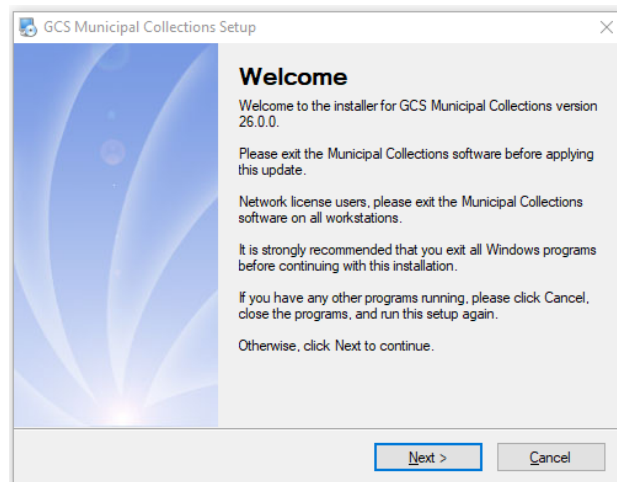 GCS Municipal Collections Setup
Welcome
Welcome to the installer for GCS Municipal Collections version
26.0.0.
Please exit the Municipal Collections software before applying
this update.
Network license users, please exit the Municipal Collections
software on all workstations.
It is strongly recommended that you exit all Windows programs
before continuing with this installation.
If you have any other programs running, please click Cancel,
close the programs, and run this setup again.
Otherwise, click Next to continue.
Next >
Cancel